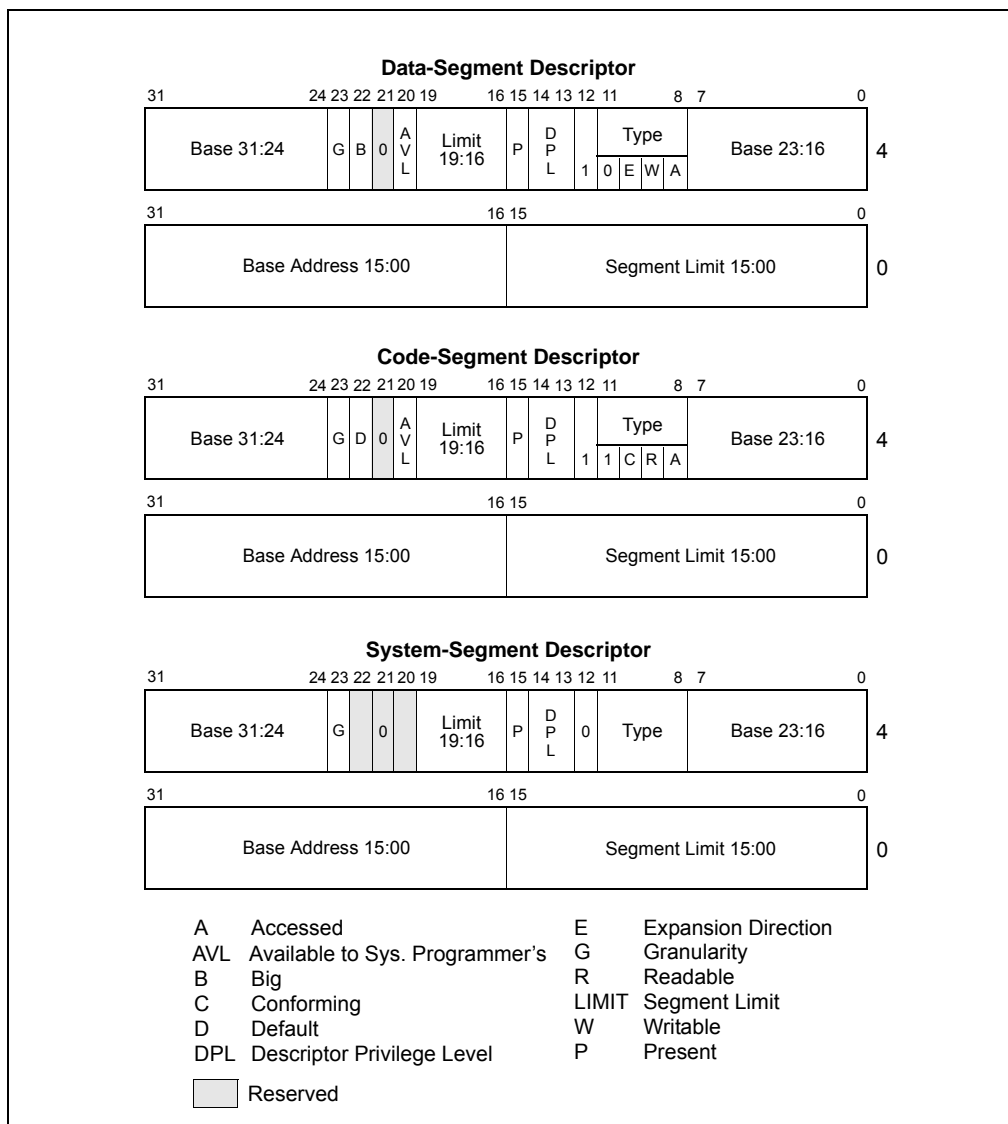 Data-Segment Descriptor
31 24 23 22 21 20 19 16 15 14 13 12 11 8 7 0
Base 31:24 G B 0 AVL Limit 19:16 P DPL 1 Type 0 E W A Base 23:16 4
31 16 15 0
Base Address 15:00 Segment Limit 15:00 0
Code-Segment Descriptor
31 24 23 22 21 20 19 16 15 14 13 12 11 8 7 0
Base 31:24 G D 0 AVL Limit 19:16 P DPL 1 Type 1 C R A Base 23:16 4
31 16 15 0
Base Address 15:00 Segment Limit 15:00 0
System-Segment Descriptor
31 24 23 22 21 20 19 16 15 14 13 12 11 8 7 0
Base 31:24 G 0 Limit 19:16 P DPL 0 Type Base 23:16 4
31 16 15 0
Base Address 15:00 Segment Limit 15:00 0
A Accessed
AVL Available to Sys. Programmer's
B Big
C Conforming
D Default
DPL Descriptor Privilege Level
E Expansion Direction
G Granularity
R Readable
LIMIT Segment Limit
W Writable
P Present
Reserved